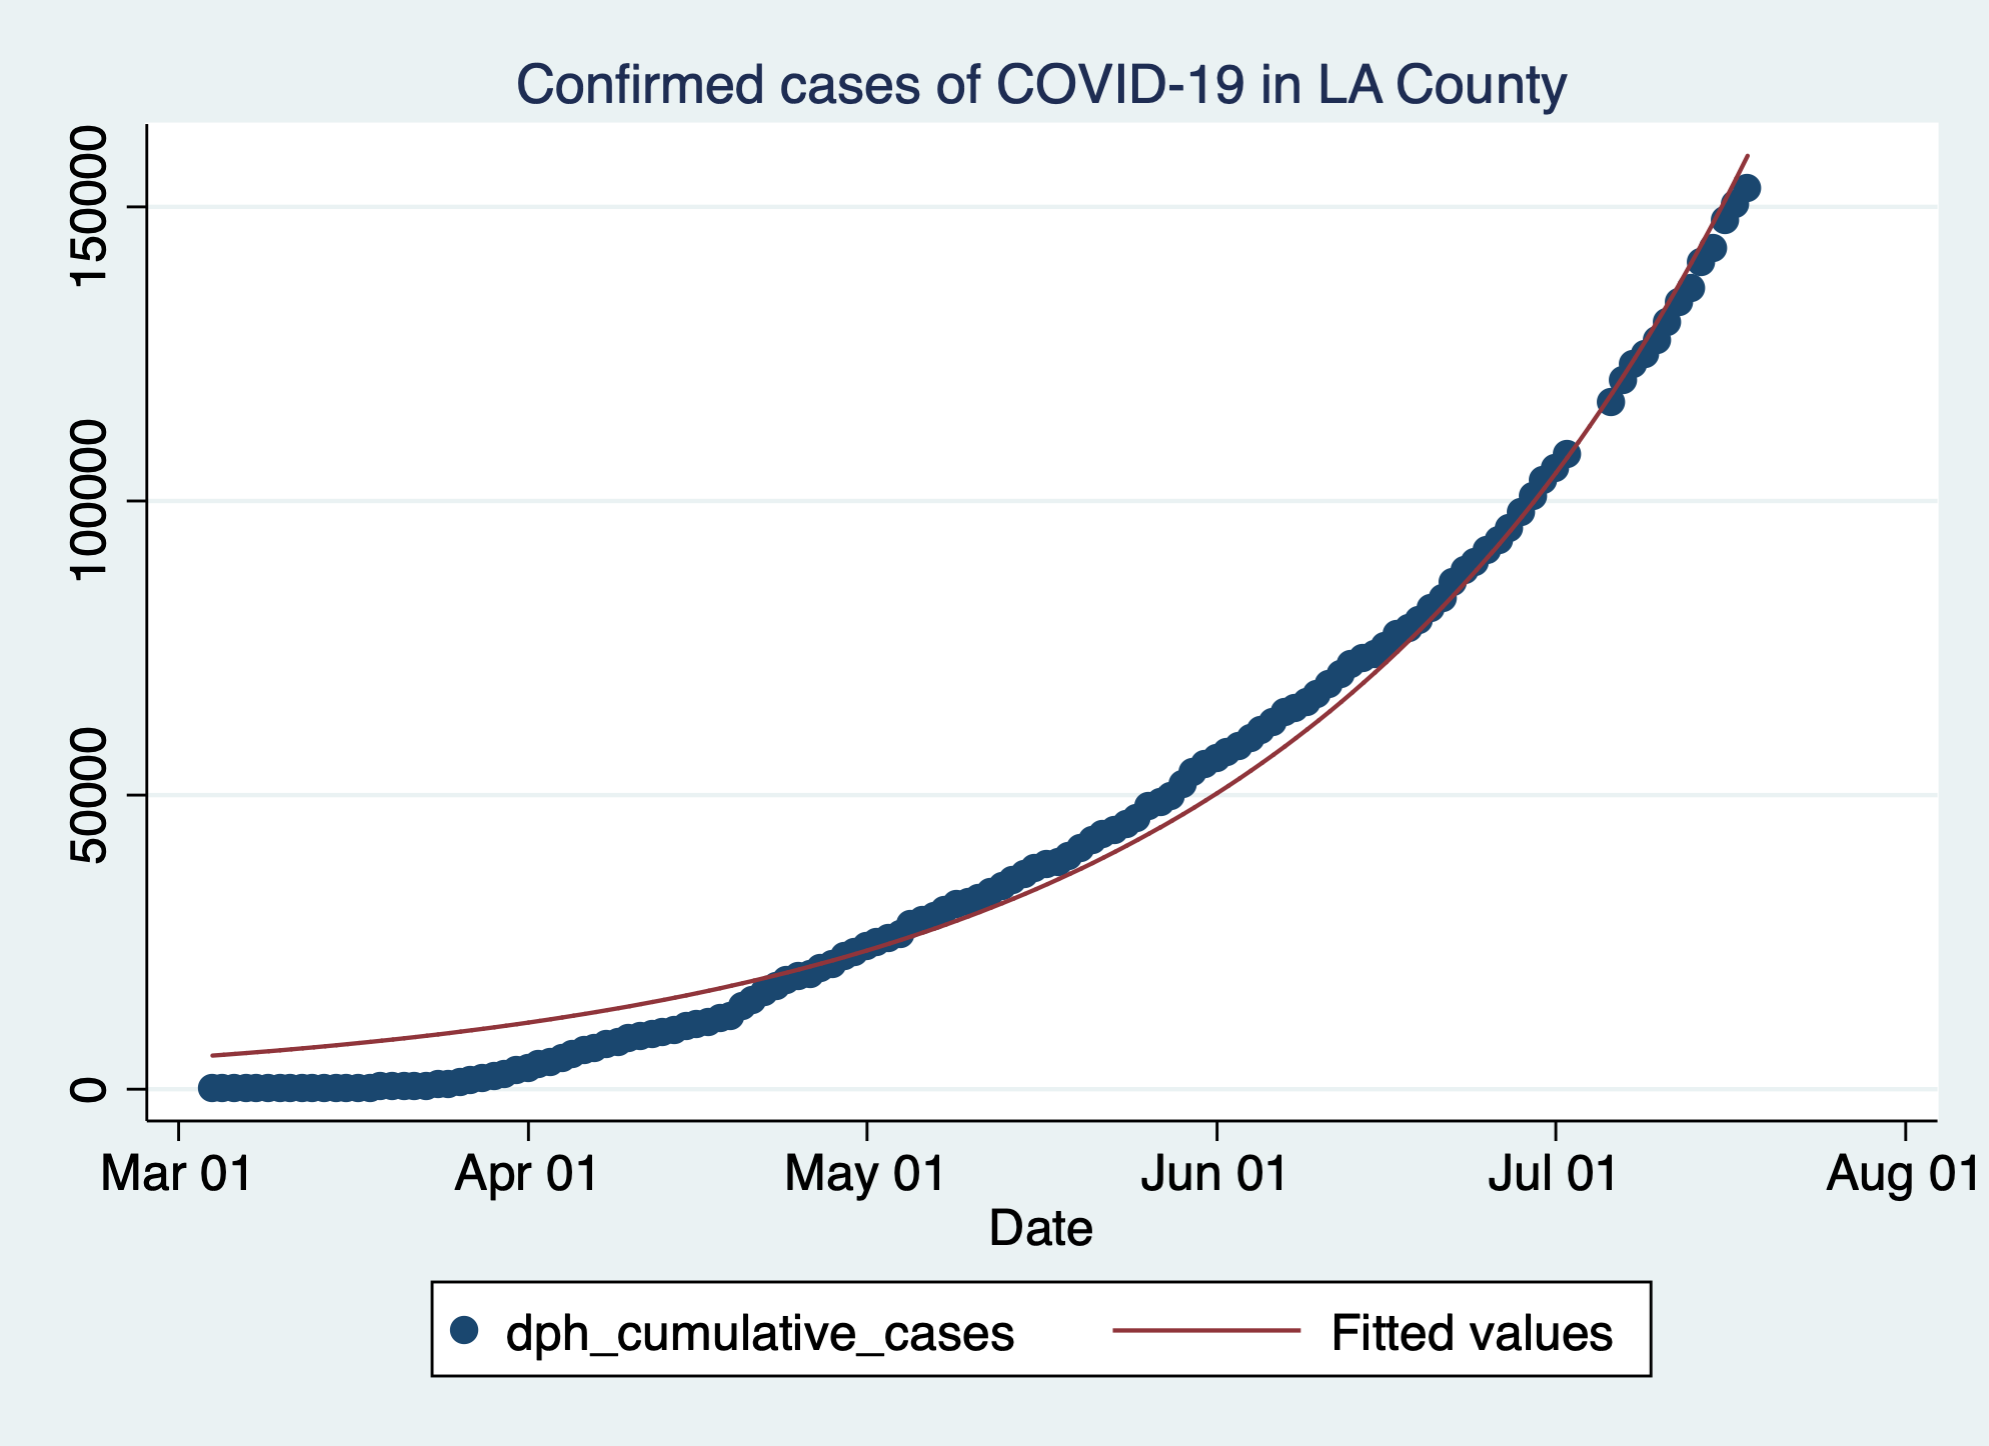 Confirmed cases of COVID-19 in LA County
150000
100000
50000
0
Mar 01 Apr 01 May 01 Jun 01 Jul 01 Aug 01
Date
dph_cumulative_cases Fitted values